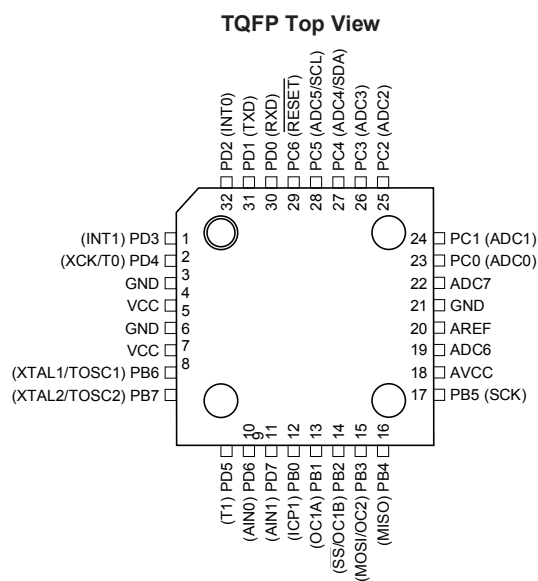 TQFP Top View
PD2 (INT0)
PD1 (TXD)
PD0 (RXD)
PC6 (RESET)
PC5 (ADC5/SCL)
PC4 (ADC4/SDA)
PC3 (ADC3)
PC2 (ADC2)
32
31
30
29
28
27
26
25
(INT1) PD3
(XCK/T0) PD4
GND
VCC
GND
VCC
(XTAL1/TOSC1) PB6
(XTAL2/TOSC2) PB7
1
2
3
4
5
6
7
8
24 PC1 (ADC1)
23 PC0 (ADC0)
22 ADC7
21 GND
20 AREF
19 ADC6
18 AVCC
17 PB5 (SCK)
9
10
11
12
13
14
15
16
(T1) PD5
(AIN0) PD6
(AIN1) PD7
(ICP1) PB0
(OC1A) PB1
(SS/OC1B) PB2
(MOSI/OC2) PB3
(MISO) PB4